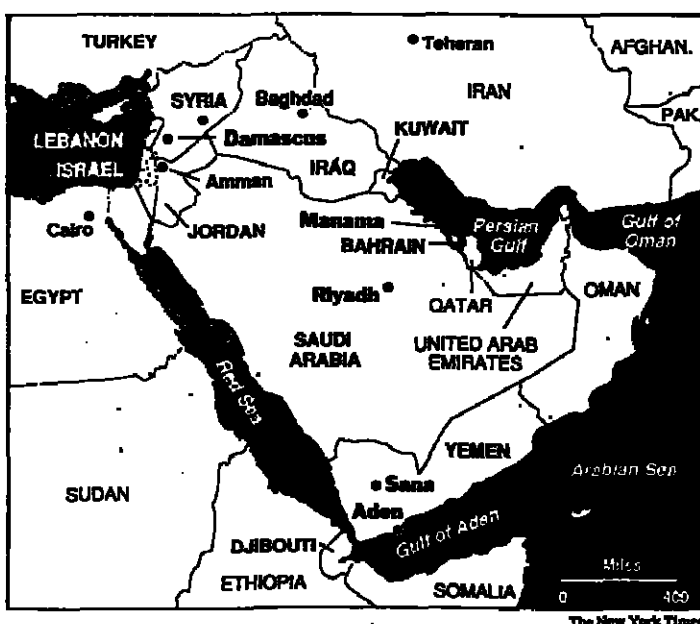 TURKEY
Teheran
AFGHAN.
SYRIA
Baghdad
IRAN
PAK.
LEBANON
Damascus
KUWAIT
ISRAEL
IRAQ
Amman
Cairo
JORDAN
Manama
BAHRAIN
Persian
Gulf
Gulf of
Oman
EGYPT
Riyadh
QATAR
OMAN
SAUDI
ARABIA
UNITED ARAB
EMIRATES
Red Sea
YEMEN
Arabian Sea
SUDAN
Sana
Aden
Gulf of Aden
DJIBOUTI
ETHIOPIA
SOMALIA
Miles
0 400
The New York Times